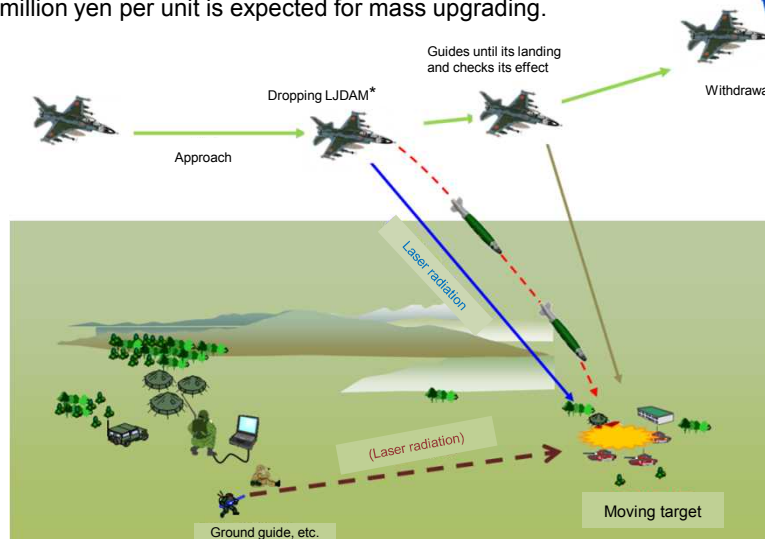 million yen per unit is expected for mass upgrading.
Guides until its landing
and checks its effect
Dropping LJDAM*
Withdrawa
Approach
Laser radiation
(Laser radiation)
Moving target
Ground guide, etc.